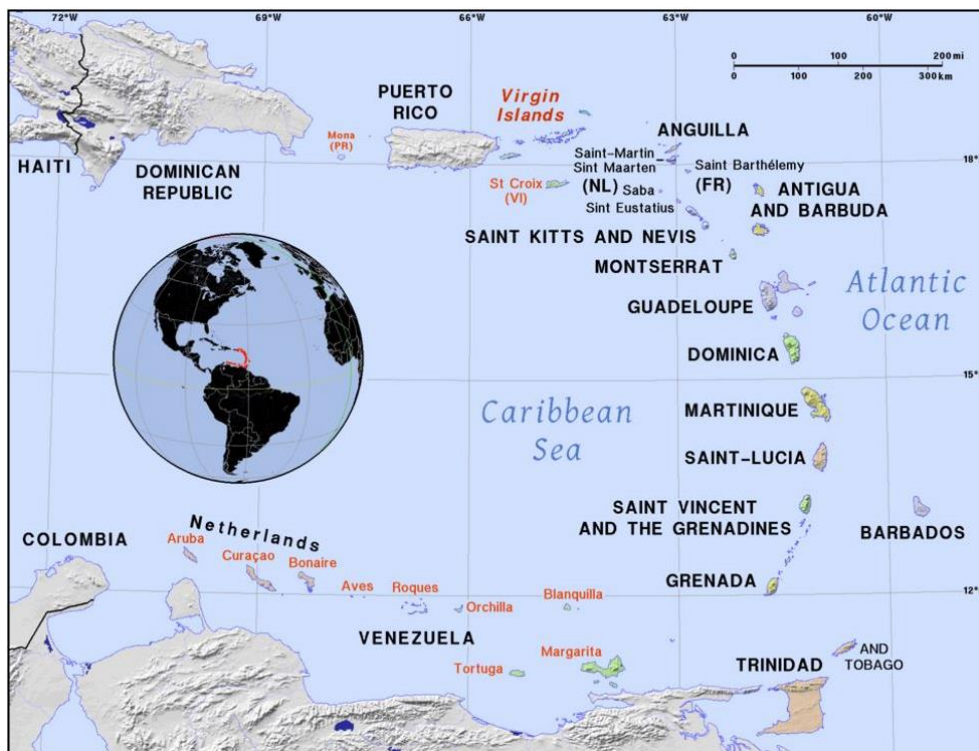 72°W
69°W
66°W
63°W
60°W
0 100 200 mi
0 100 200 300 km
PUERTO
RICO
Virgin
Islands
Mona
(PR)
ANGUILLA
Saint-Martin
Sint Maarten
Saint Barthélemy
18°
HAITI
DOMINICAN
REPUBLIC
St Croix
(VI)
(NL)
Saba
(FR)
Sint Eustatius
ANTIGUA
AND BARBUDA
SAINT KITTS AND NEVIS
MONTSERRAT
GUADELOUPE
Atlantic
Ocean
DOMINICA
15°
Caribbean
Sea
MARTINIQUE
SAINT-LUCIA
SAINT VINCENT
AND THE GRENADINES
BARBADOS
COLOMBIA
Netherlands
Aruba
Curaçao
Bonaire
Aves
Roques
Orchilla
Blanquilla
GRENADA
12°
VENEZUELA
Tortuga
Margarita
TRINIDAD
AND
TOBAGO